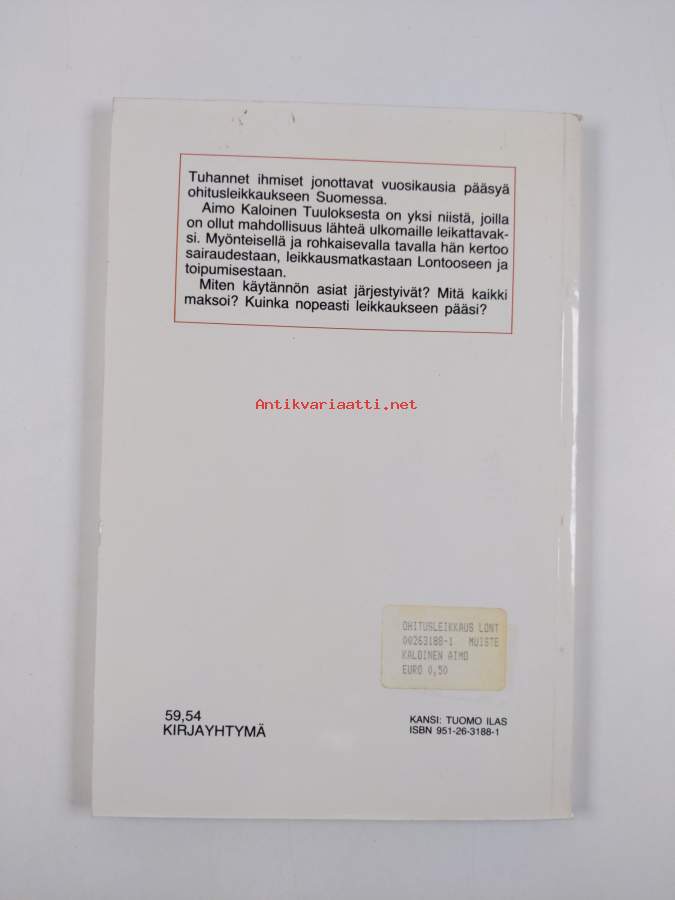 Tuhannet ihmiset jonottavat vuosikausia pääsyä
ohitusleikkaukseen Suomessa.
Aimo Kaloinen Tuuloksesta on yksi niistä, joilla
on ollut mahdollisuus lähteä ulkomaille leikattavak-
si. Myönteisellä ja rohkaisevalla tavalla hän kertoo
sairaudestaan, leikkausmatkastaan Lontooseen ja
toipumisestaan.
Miten käytännön asiat järjestyivät? Mitä kaikki
maksoi? Kuinka nopeasti leikkaukseen pääsi?
Antikvariaatti.net
OHITUSLEIKKAUS LONT
00263188-1 MUISTE
KALOINEN AIMO
EURO 0,50
59,54
KIRJAYHTYMÄ
KANSI: TUOMO ILAS
ISBN 951-26-3188-1